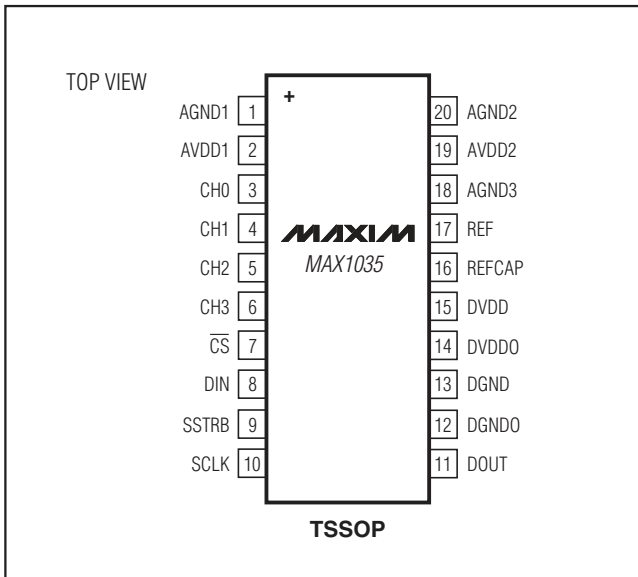 TOP VIEW
+
AGND1 1
AVDD1 2
CH0 3
CH1 4
CH2 5
CH3 6
CS 7
DIN 8
SSTRB 9
SCLK 10
MAXIM
MAX1035
20 AGND2
19 AVDD2
18 AGND3
17 REF
16 REFCAP
15 DVDD
14 DVDDO
13 DGND
12 DGNDO
11 DOUT
TSSOP